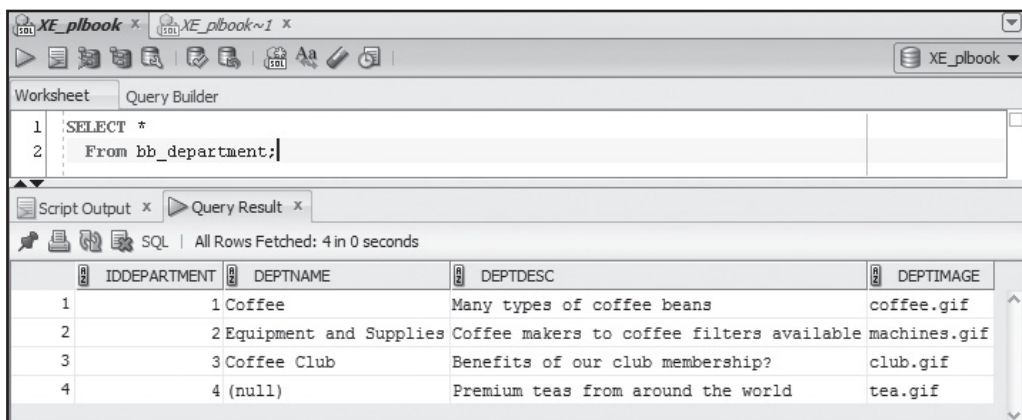 XE_plbook x XE_plbook~1 x
XE_plbook
Worksheet Query Builder
1 SELECT *
2 From bb_department;
Script Output x Query Result x
SQL | All Rows Fetched: 4 in 0 seconds
IDDEPARTMENT DEPTNAME DEPTDESC DEPTIMAGE
1 1 Coffee Many types of coffee beans coffee.gif
2 2 Equipment and Supplies Coffee makers to coffee filters available machines.gif
3 3 Coffee Club Benefits of our club membership? club.gif
4 4 (null) Premium teas from around the world tea.gif